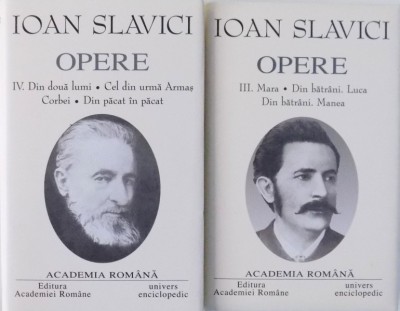 IOAN SLAVICI
OPERE
IV. Din două lumi • Cel din urmă Armaș
Corbei • Din păcat în păcat
ACADEMIA ROMÂNĂ
Editura
Academiei Române
univers
enciclopedic
IOAN SLAVICI
OPERE
III. Mara • Din bătrâni. Luca
Din bătrâni. Manea
ACADEMIA ROMÂNĂ
Editura
Academiei Române
univers
enciclopedic